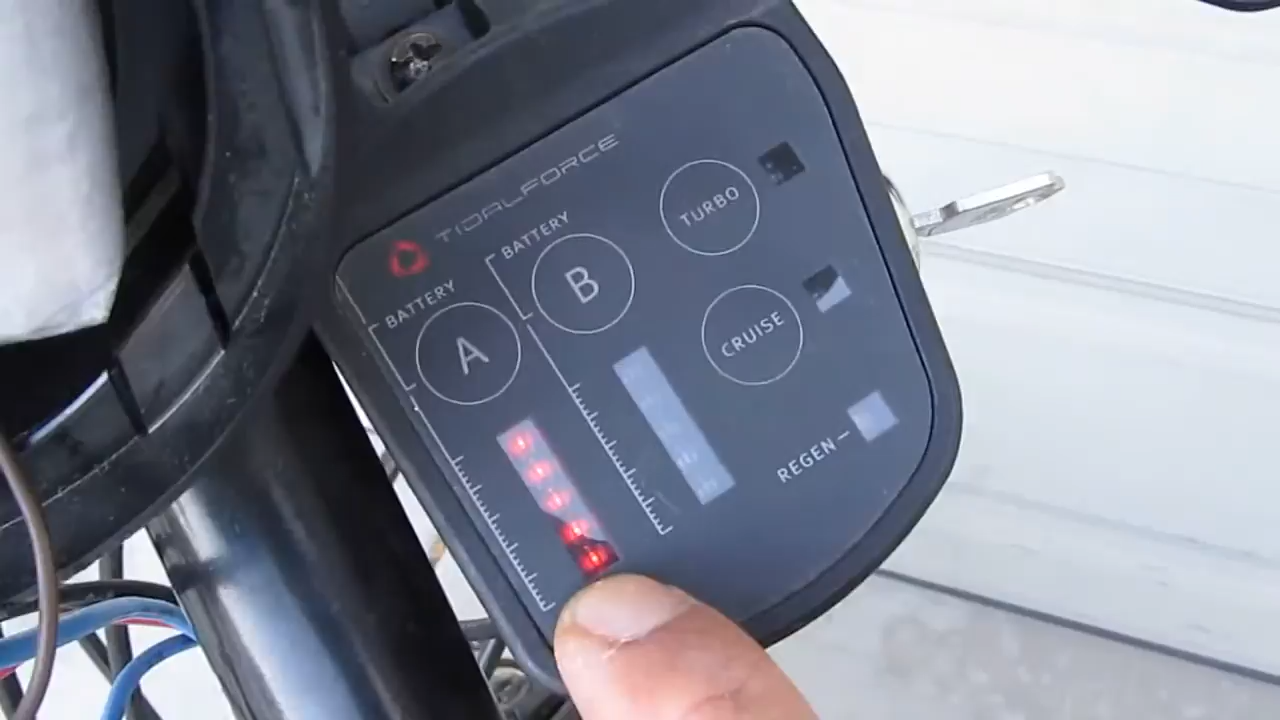 TIDALFORCE
BATTERY
A
BATTERY
B
TURBO
CRUISE
REGEN